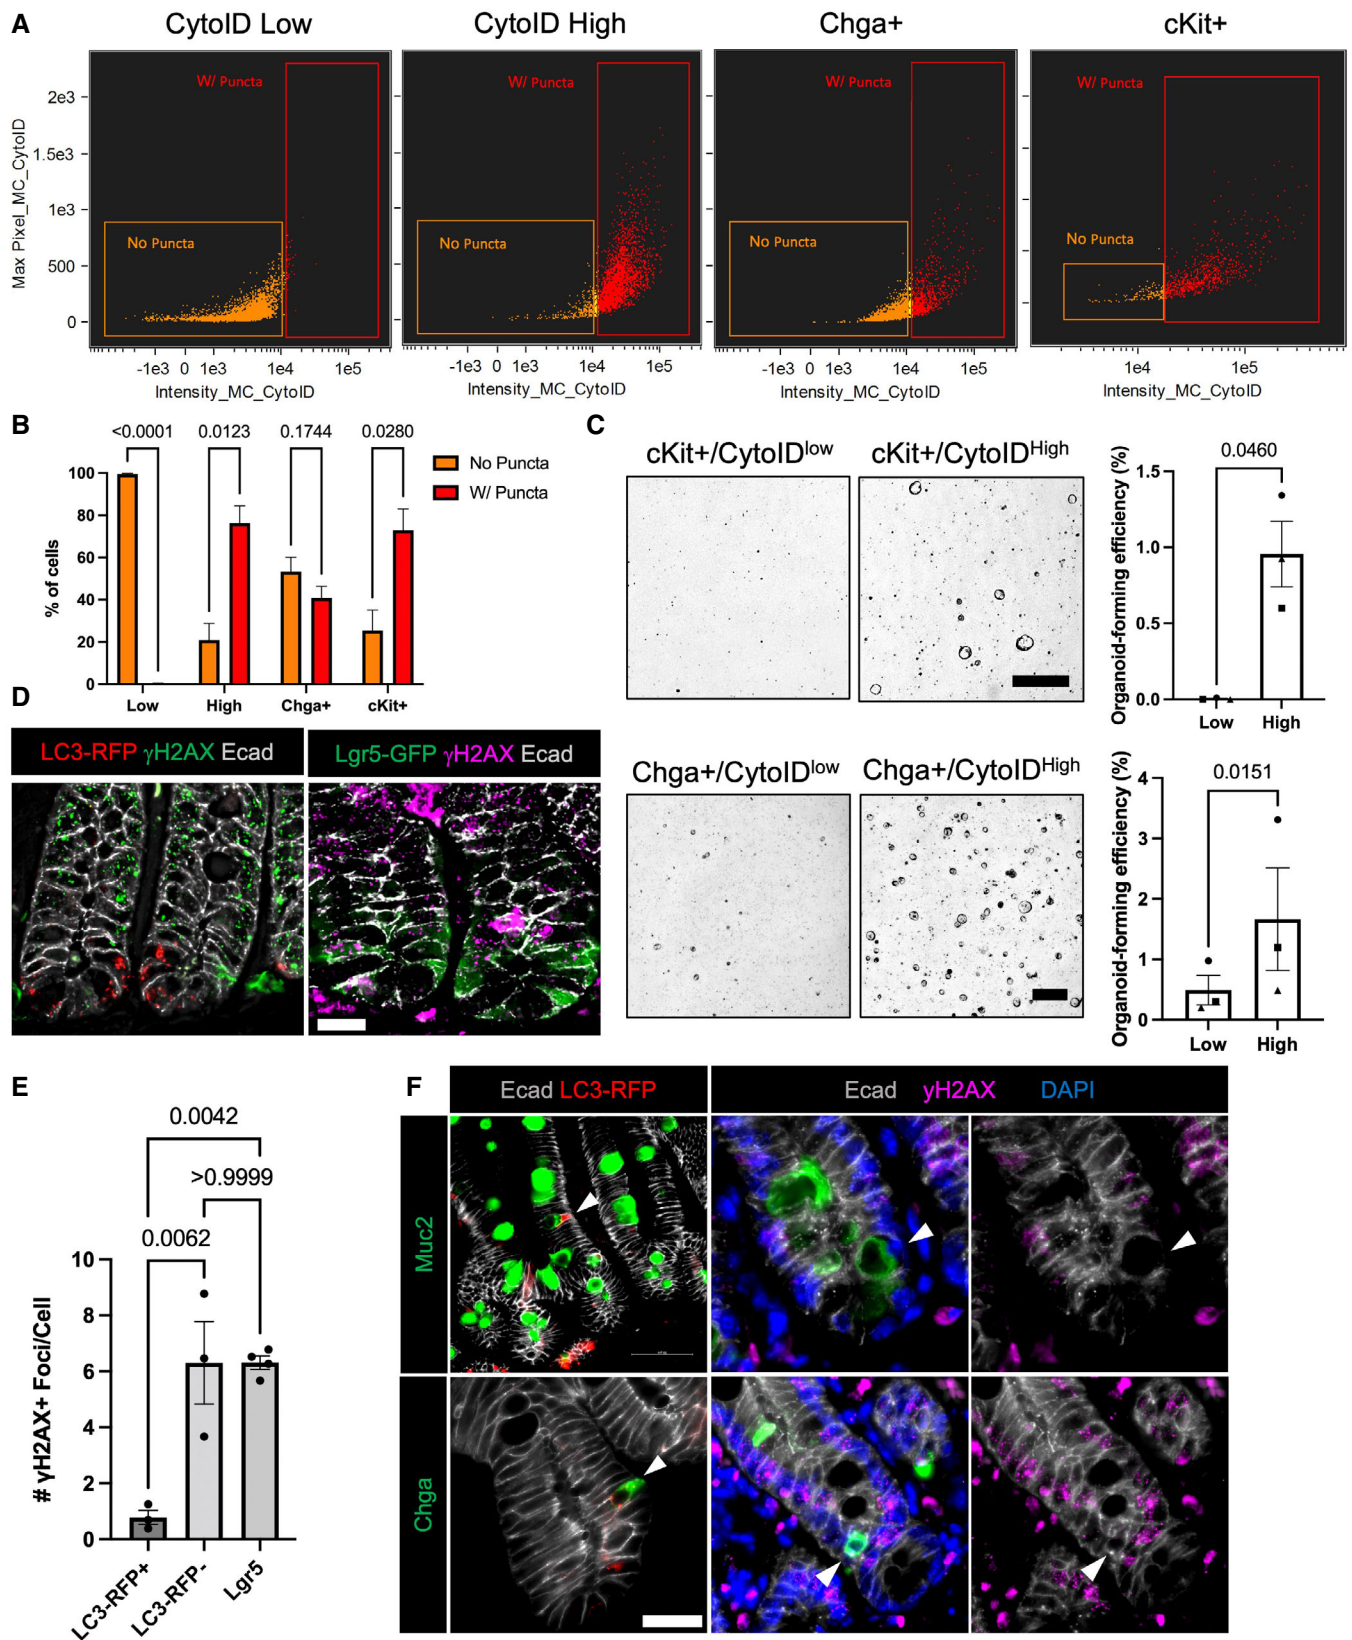 A
CytoID Low
CytoID High
Chga+
cKit+
W/ Puncta
W/ Puncta
W/ Puncta
W/ Puncta
No Puncta
No Puncta
No Puncta
No Puncta
Max Pixel_MC_CytoID
2e3
1.5e3
1e3
500
0
-1e3 0 1e3 1e4 1e5
-1e3 0 1e3 1e4 1e5
-1e3 0 1e3 1e4 1e5
1e4 1e5
Intensity_MC_CytoID
Intensity_MC_CytoID
Intensity_MC_CytoID
Intensity_MC_CytoID
B
<0.0001 0.0123 0.1744 0.0280
No Puncta
W/ Puncta
% of cells
100
80
60
40
20
0
Low High Chga+ cKit+
C
cKit+/CytoIDlow
cKit+/CytoIDHigh
0.0460
Organoid-forming efficiency (%)
1.5
1.0
0.5
0.0
Low High
Chga+/CytoIDlow
Chga+/CytoIDHigh
0.0151
Organoid-forming efficiency (%)
4
3
2
1
0
Low High
D
LC3-RFP γH2AX Ecad
Lgr5-GFP γH2AX Ecad
E
0.0042
>0.9999
0.0062
# γH2AX+ Foci/Cell
10
8
6
4
2
0
LC3-RFP+
LC3-RFP-
Lgr5
F
Ecad LC3-RFP
Ecad γH2AX DAPI
Muc2
Chga